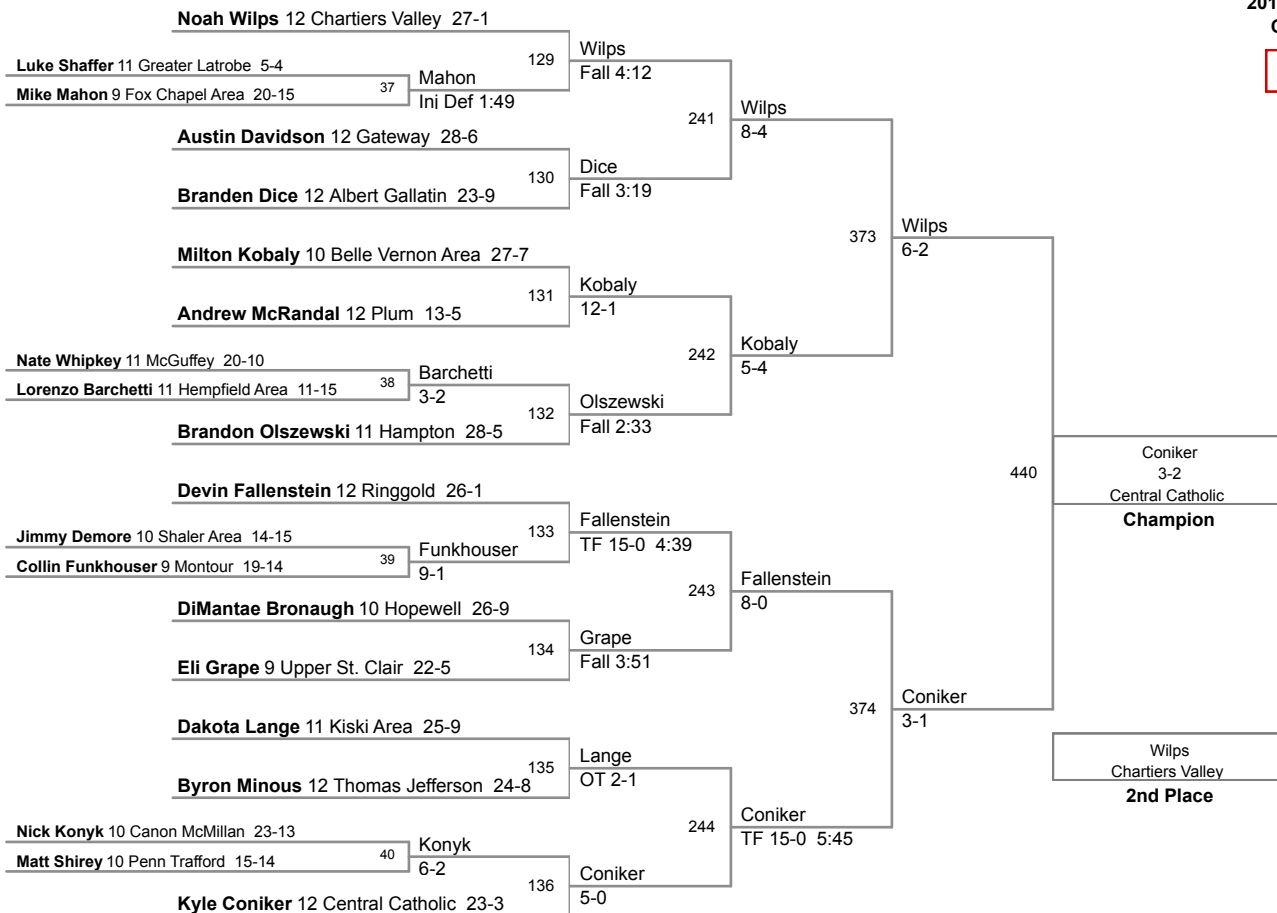 201
Noah Wilps 12 Chartiers Valley 27-1
C
129
Wilps
Fall 4:12
Luke Shaffer 11 Greater Latrobe 5-4
37
Mahon
Inj Def 1:49
Mike Mahon 9 Fox Chapel Area 20-15
241
Wilps
8-4
Austin Davidson 12 Gateway 28-6
130
Dice
Fall 3:19
Branden Dice 12 Albert Gallatin 23-9
373
Wilps
6-2
Milton Kobaly 10 Belle Vernon Area 27-7
131
Kobaly
12-1
Andrew McRandal 12 Plum 13-5
242
Kobaly
5-4
Nate Whipkey 11 McGuffey 20-10
38
Barchetti
3-2
Lorenzo Barchetti 11 Hempfield Area 11-15
132
Olszewski
Fall 2:33
Brandon Olszewski 11 Hampton 28-5
440
Coniker
3-2
Central Catholic
Champion
Devin Fallenstein 12 Ringgold 26-1
133
Fallenstein
TF 15-0 4:39
Jimmy Demore 10 Shaler Area 14-15
39
Funkhouser
9-1
Collin Funkhouser 9 Montour 19-14
243
Fallenstein
8-0
DiMantae Bronaugh 10 Hopewell 26-9
134
Grape
Fall 3:51
Eli Grape 9 Upper St. Clair 22-5
374
Coniker
3-1
Dakota Lange 11 Kiski Area 25-9
135
Lange
OT 2-1
Byron Minous 12 Thomas Jefferson 24-8
Wilps
Chartiers Valley
2nd Place
244
Coniker
TF 15-0 5:45
Nick Konyk 10 Canon McMillan 23-13
40
Konyk
6-2
Matt Shirey 10 Penn Trafford 15-14
136
Coniker
5-0
Kyle Coniker 12 Central Catholic 23-3